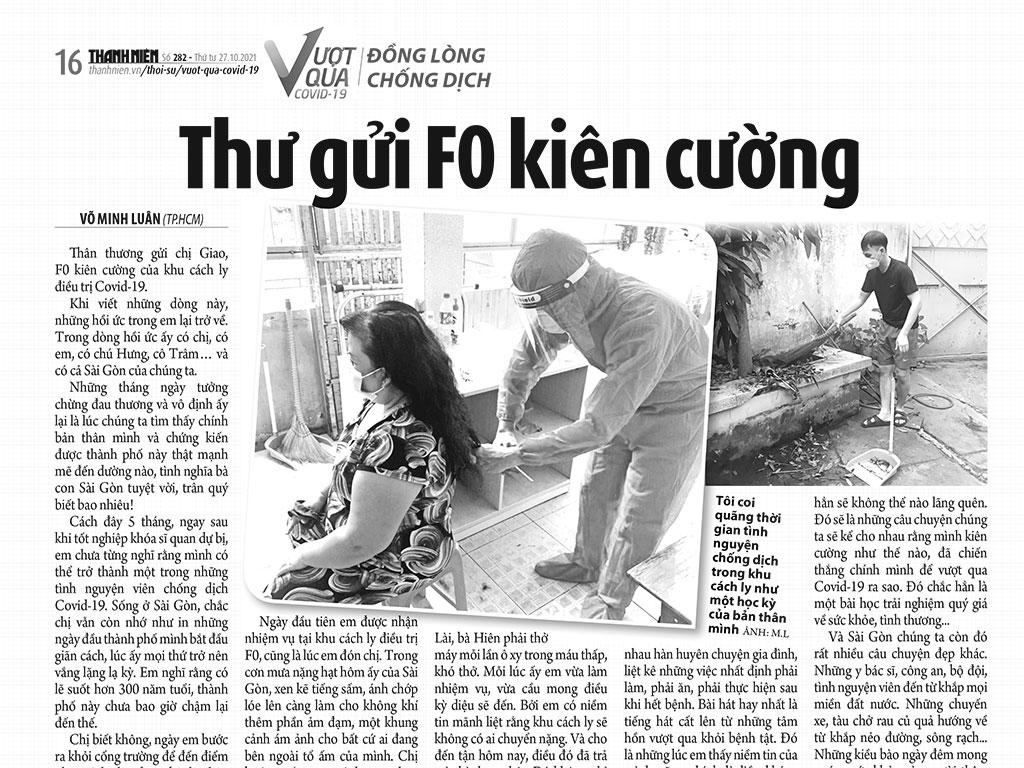 16 THANH NIÊN Số 282 - Thứ tư 27.10.2021
thanhnien.vn/thoi-su/vuot-qua-covid-19
VƯỢT
QUA
COVID-19
ĐỒNG LÒNG
CHỐNG DỊCH
Thư gửi F0 kiên cường
VÕ MINH LUÂN (TP.HCM)
Thân thương gửi chị Giao,
F0 kiên cường của khu cách ly
điều trị Covid-19.
Khi viết những dòng này,
những hồi ức trong em lại trở về.
Trong dòng hồi ức ấy có chị, có
em, có chú Hưng, cô Trâm... và
có cả Sài Gòn của chúng ta.
Những tháng ngày tưởng
chừng đau thương và vô định ấy
lại là lúc chúng ta tìm thấy chính
bản thân mình và chứng kiến
được thành phố này thật mạnh
mẽ đến dường nào, tình nghĩa bà
con Sài Gòn tuyệt vời, trân quý
biết bao nhiêu!
Cách đây 5 tháng, ngay sau
khi tốt nghiệp khóa sĩ quan dự bị,
em chưa từng nghĩ rằng mình có
thể trở thành một trong những
tình nguyện viên chống dịch
Covid-19. Sống ở Sài Gòn, chắc
chị vẫn còn nhớ như in những
ngày đầu thành phố mình bắt đầu
giãn cách, lúc ấy mọi thứ trở nên
vắng lặng lạ kỳ. Em nghĩ rằng có
lẽ suốt hơn 300 năm tuổi, thành
phố này chưa bao giờ chậm lại
đến thế.
Chị biết không, ngày em bước
ra khỏi cổng trường để đến điểm
Ngày đầu tiên em được nhận
nhiệm vụ tại khu cách ly điều trị
F0, cũng là lúc em đón chị. Trong
cơn mưa nặng hạt hôm ấy của Sài
Gòn, xen kẽ tiếng sấm, ánh chớp
lóe lên càng làm cho không khí
thêm phần ảm đạm, một khung
cảnh ám ảnh cho bất cứ ai đang
bên ngoài tổ ấm của mình. Chị
Lài, bà Hiên phải thở
máy mỗi lần ô xy trong máu thấp,
khó thở. Mỗi lúc ấy em vừa làm
nhiệm vụ, vừa cầu mong điều
kỳ diệu sẽ đến. Bởi em có niềm
tin mãnh liệt rằng khu cách ly sẽ
không có ai chuyển nặng. Và cho
đến tận hôm nay, điều đó đã trả
nhau hàn huyên chuyện gia đình,
liệt kê những việc nhất định phải
làm, phải ăn, phải thực hiện sau
khi hết bệnh. Bài hát hay nhất là
tiếng hát cất lên từ những tâm
hồn vượt qua khỏi bệnh tật. Đó
là những lúc em thấy niềm tin của
Tôi coi
quãng thời
gian tình
nguyện
chống dịch
trong khu
cách ly như
một học kỳ
của bản thân
mình ẢNH: M.L
hẳn sẽ không thể nào lãng quên.
Đó sẽ là những câu chuyện chúng
ta sẽ kể cho nhau rằng mình kiên
cường như thế nào, đã chiến
thắng chính mình để vượt qua
Covid-19 ra sao. Đó chắc hẳn là
một bài học trải nghiệm quý giá
về sức khỏe, tình thương...
Và Sài Gòn chúng ta còn đó
rất nhiều câu chuyện đẹp khác.
Những y bác sĩ, công an, bộ đội,
tình nguyện viên đến từ khắp mọi
miền đất nước. Những chuyến
xe, tàu chở rau củ quả hướng về
từ khắp nẻo đường, sông rạch...
Những kiều bào ngày đêm mong